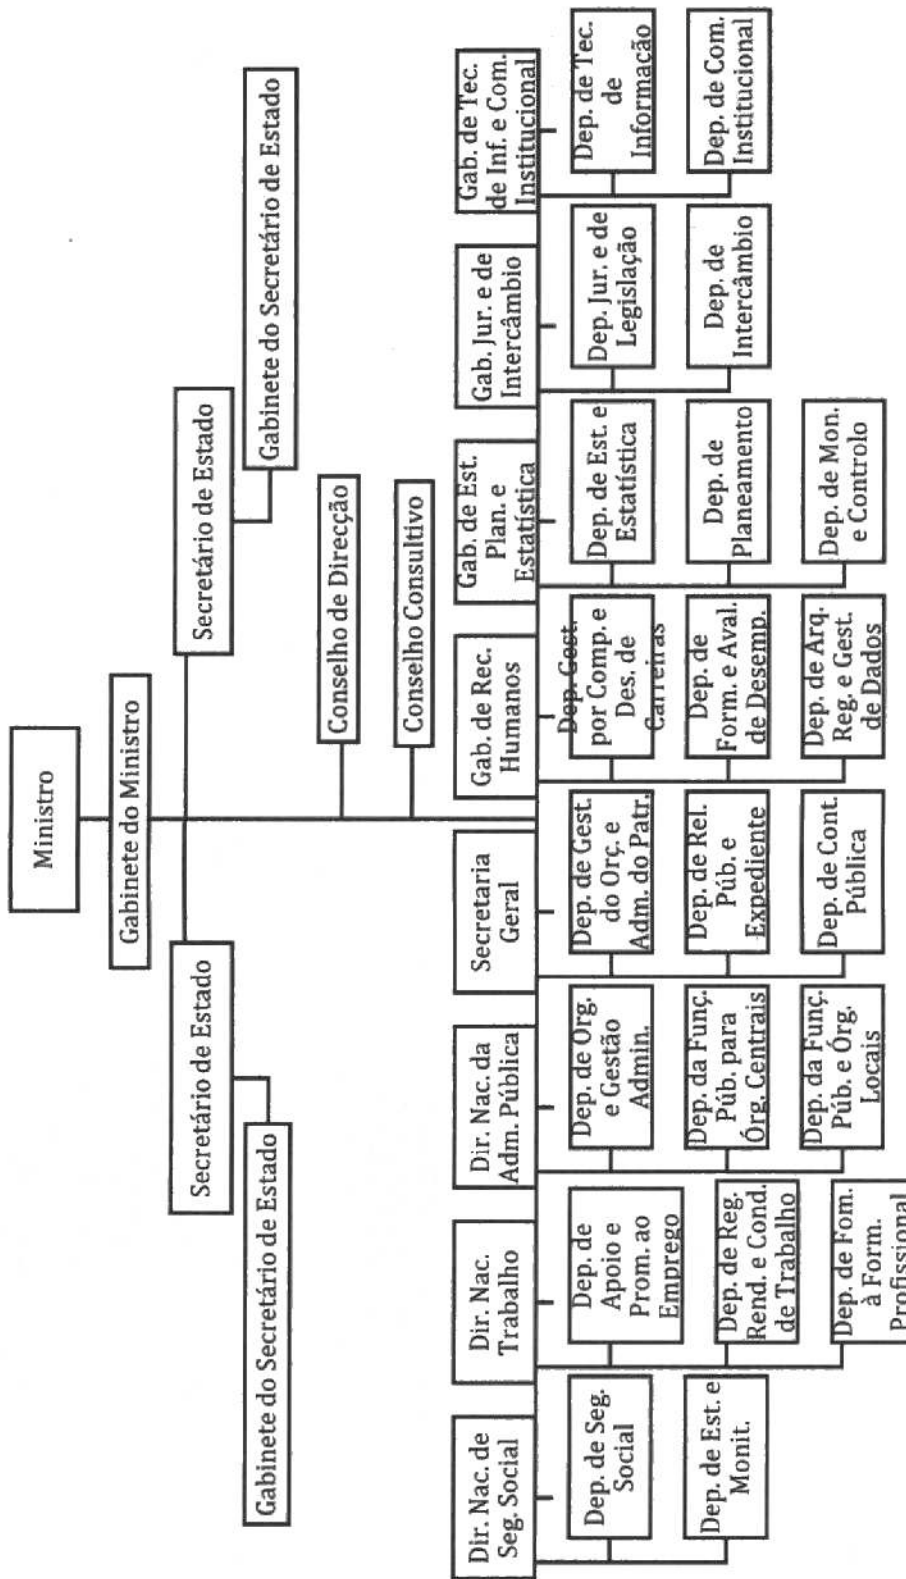 Ministro
Gabinete do Ministro
Secretário de Estado
Secretário de Estado
Gabinete do Secretário de Estado
Gabinete do Secretário de Estado
Conselho de Direcção
Conselho Consultivo
Dir. Nac. de
Seg. Social
Dep. de Seg.
Social
Dep. de Est. e
Monit.
Dir. Nac.
Trabalho
Dep. de
Apoio e
Prom. ao
Emprego
Dep. de Reg.
Rend. e Cond.
de Trabalho
Dep. de Fom.
à Form.
Profissional
Dir. Nac. da
Adm. Pública
Dep. de Org.
e Gestão
Admin.
Dep. da Funç.
Púb. para
Órg. Centrais
Dep. da Funç.
Púb. e Órg.
Locais
Secretaria
Geral
Dep. de Gest.
do Orç. e
Adm. do Patr.
Dep. de Rel.
Púb. e
Expediente
Dep. de Cont.
Pública
Gab. de Rec.
Humanos
Dep. Gest.
por Comp. e
Des. de
Carreiras
Dep. de
Form. e Aval.
de Desemp.
Dep. de Arq.
Reg. e Gest.
de Dados
Gab. de Est.
Plan. e
Estatística
Dep. de Est. e
Estatística
Dep. de
Planeamento
Dep. de Mon.
e Controlo
Gab. Jur. e de
Intercâmbio
Dep. Jur. e de
Legislação
Dep. de
Intercâmbio
Gab. de Tec.
de Inf. e Com.
Institucional
Dep. de Tec.
de
Informação
Dep. de Com.
Institucional